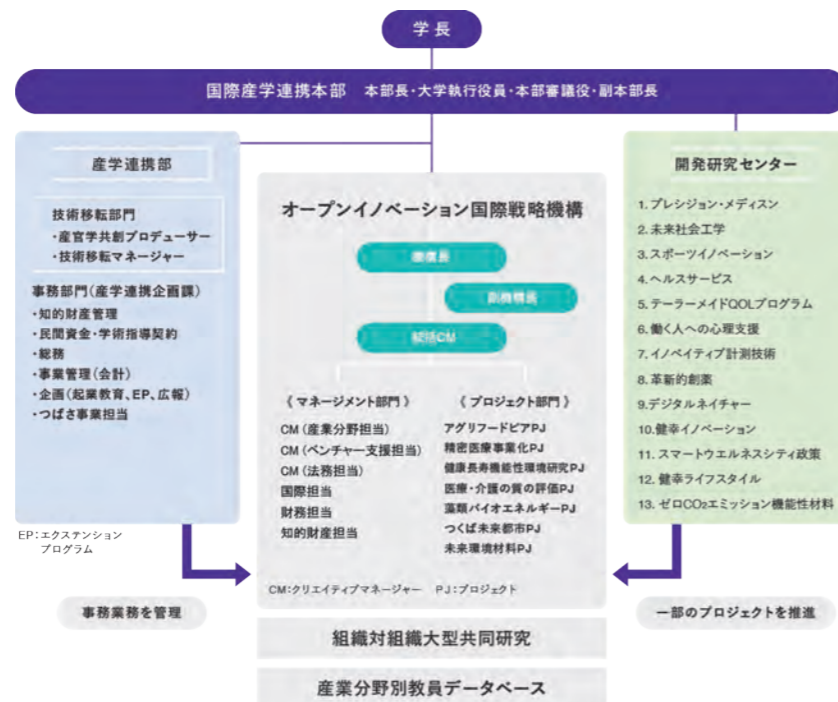 学長
国際産学連携本部 本部長・大学執行役員・本部審議役・副本部長
産学連携部
技術移転部門
・産官学共創プロデューサー
・技術移転マネージャー
事務部門(産学連携企画課)
・知的財産管理
・民間資金・学術指導契約
・総務
・事業管理(会計)
・企画(起業教育、EP、広報)
・つばさ事業担当
EP:エクステンション
プログラム
事務業務を管理
オープンイノベーション国際戦略機構
機構長
副機構長
統括CM
《 マネージメント部門 》
CM(産業分野担当)
CM(ベンチャー支援担当)
CM(法務担当)
国際担当
財務担当
知的財産担当
《 プロジェクト部門 》
アグリフードピアPJ
精密医療事業化PJ
健康長寿機能性環境研究PJ
医療・介護の質の評価PJ
藻類バイオエネルギーPJ
つくば未来都市PJ
未来環境材料PJ
CM:クリエイティブマネージャー PJ:プロジェクト
組織対組織大型共同研究
産業分野別教員データベース
開発研究センター
1.プレシジョン・メディスン
2.未来社会工学
3.スポーツイノベーション
4.ヘルスサービス
5.テーラーメイドQOLプログラム
6.働く人への心理支援
7.イノベイティブ計測技術
8.革新的創薬
9.デジタルネイチャー
10.健幸イノベーション
11.スマートウエルネスシティ政策
12.健幸ライフスタイル
13.ゼロCO₂エミッション機能性材料
一部のプロジェクトを推進